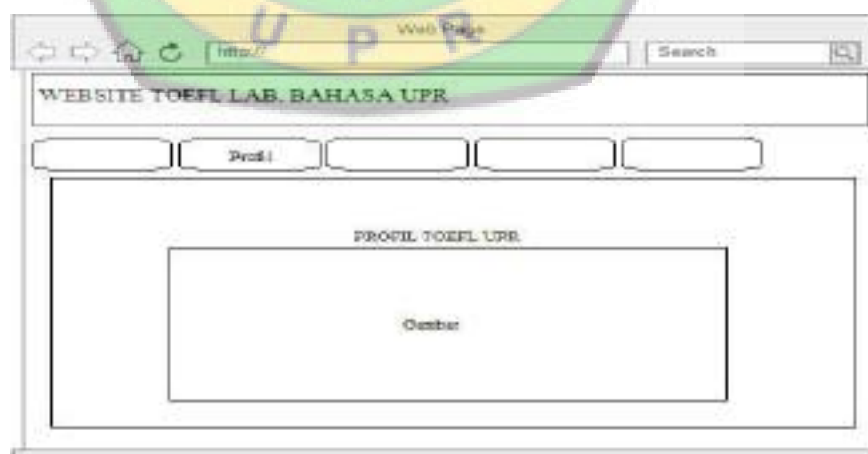 U P R
Web Page
http://
Search
WEBSITE TOEFL LAB. BAHASA UPR
Profil
PROFIL TOEFL UPR
Gambar